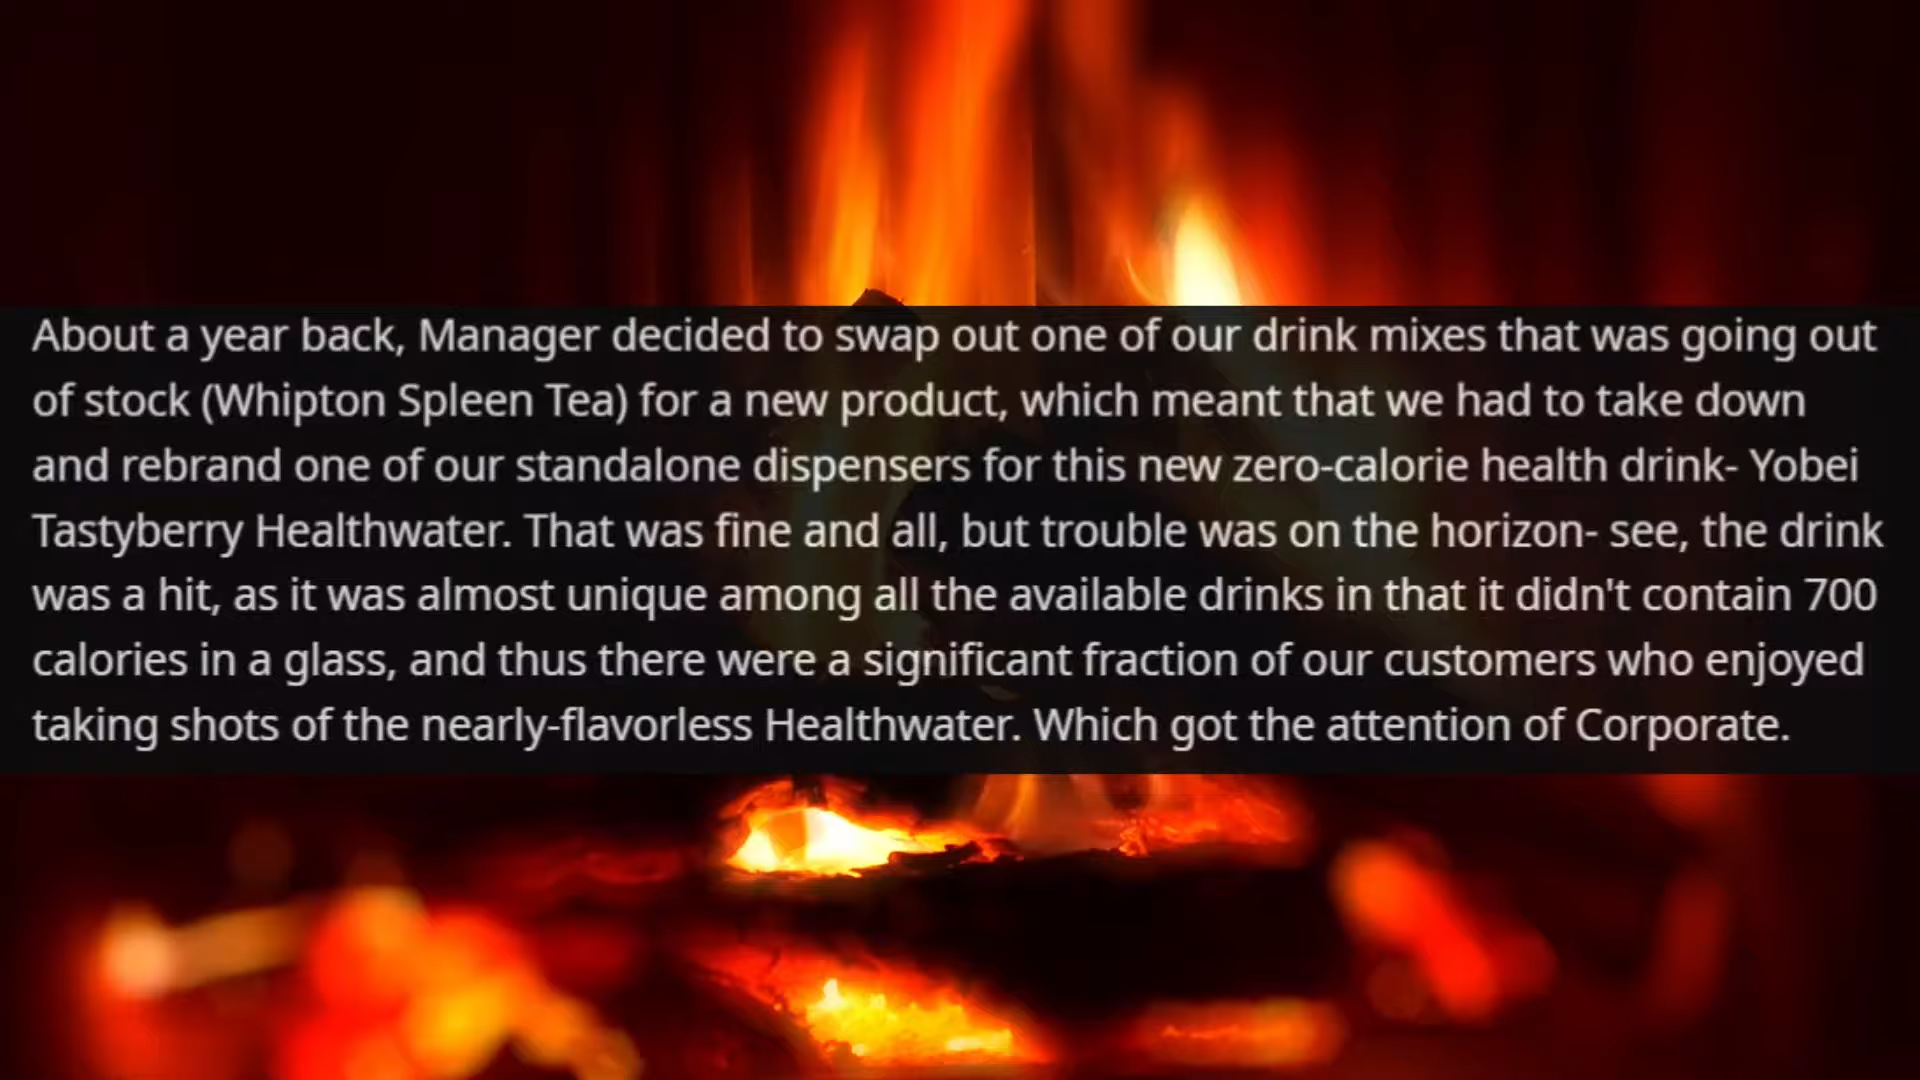 About a year back, Manager decided to swap out one of our drink mixes that was going out
of stock (Whipton Spleen Tea) for a new product, which meant that we had to take down
and rebrand one of our standalone dispensers for this new zero-calorie health drink- Yobei
Tastyberry Healthwater. That was fine and all, but trouble was on the horizon- see, the drink
was a hit, as it was almost unique among all the available drinks in that it didn't contain 700
calories in a glass, and thus there were a significant fraction of our customers who enjoyed
taking shots of the nearly-flavorless Healthwater. Which got the attention of Corporate.